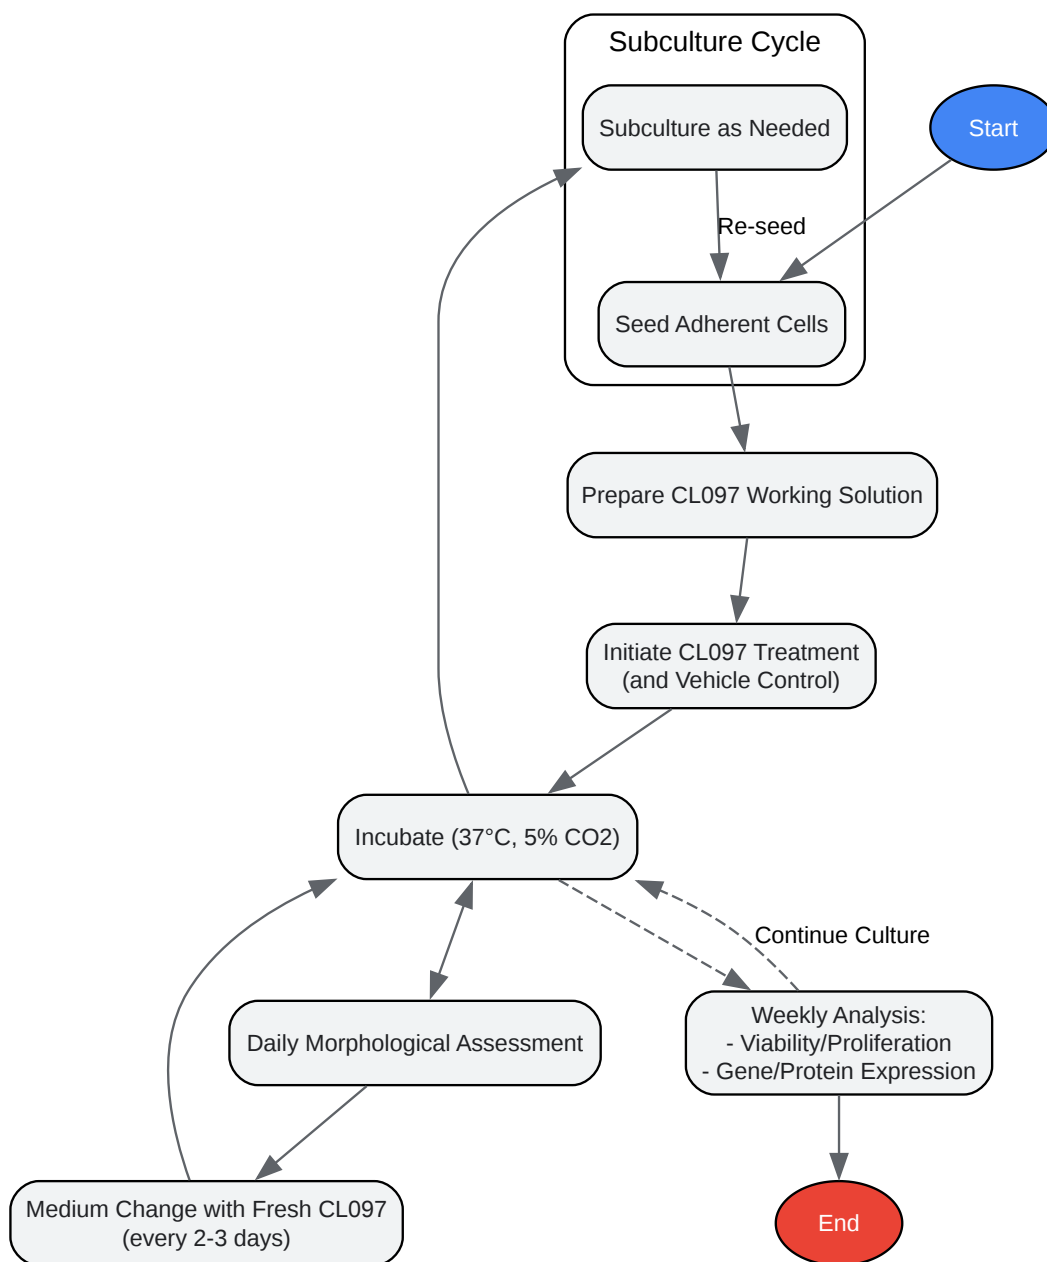 Subculture Cycle
Subculture as Needed
Start
Re-seed
Seed Adherent Cells
Prepare CL097 Working Solution
Initiate CL097 Treatment
(and Vehicle Control)
Incubate (37°C, 5% CO2)
Continue Culture
Daily Morphological Assessment
Weekly Analysis:
- Viability/Proliferation
- Gene/Protein Expression
Medium Change with Fresh CL097
(every 2-3 days)
End